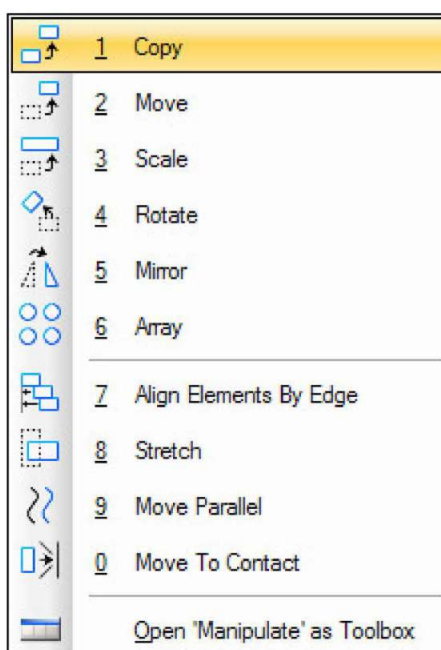 1 Copy
2 Move
3 Scale
4 Rotate
5 Mirror
6 Array
7 Align Elements By Edge
8 Stretch
9 Move Parallel
0 Move To Contact
Open 'Manipulate' as Toolbox